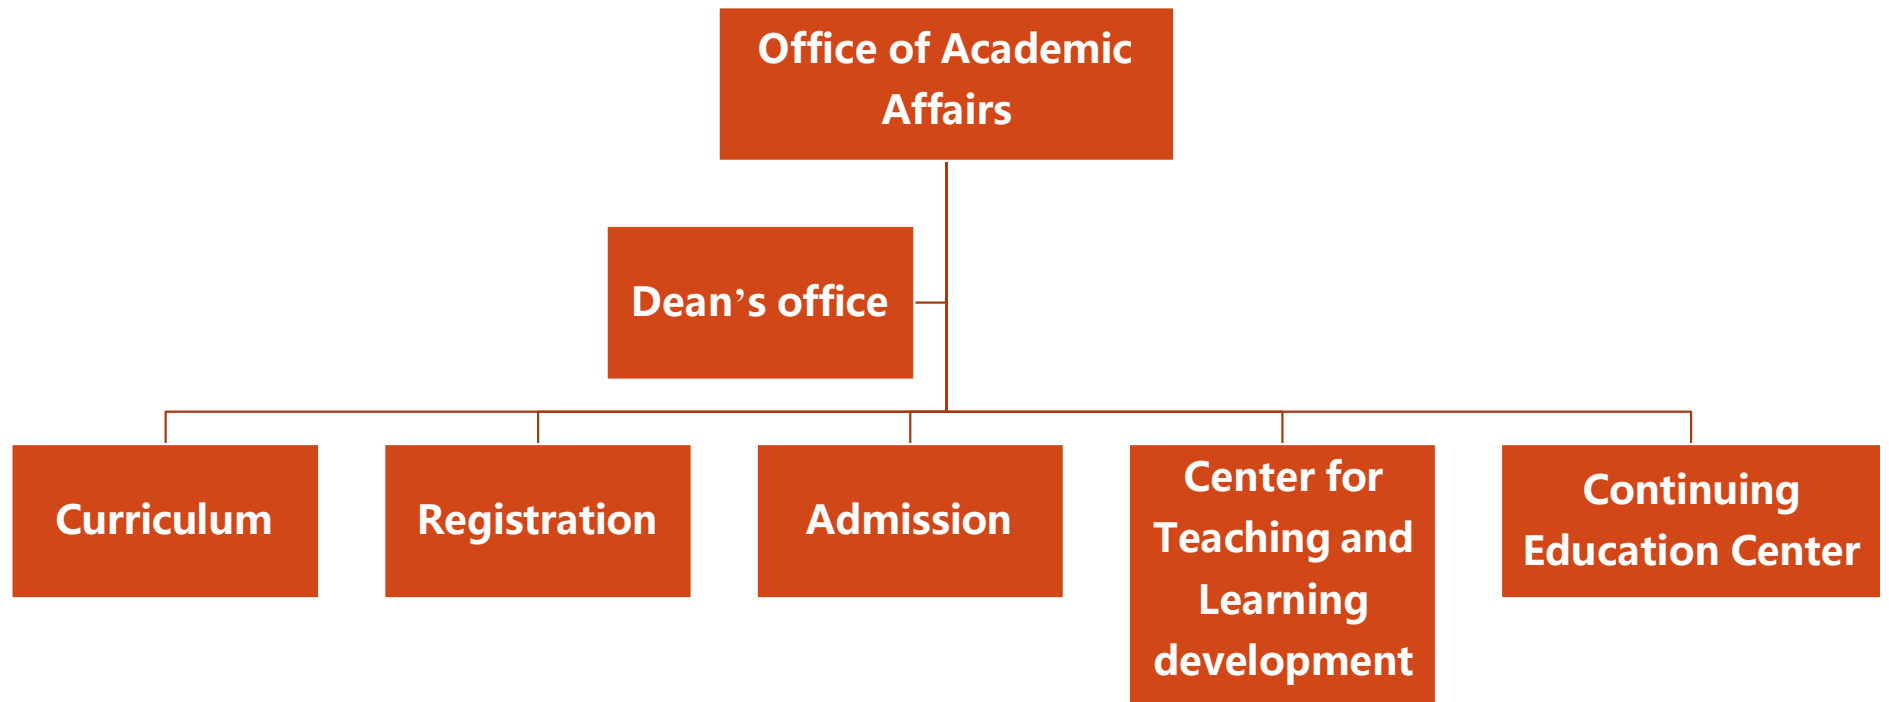 Office of Academic
Affairs
Dean’s office
Curriculum
Registration
Admission
Center for
Teaching and
Learning
development
Continuing
Education Center